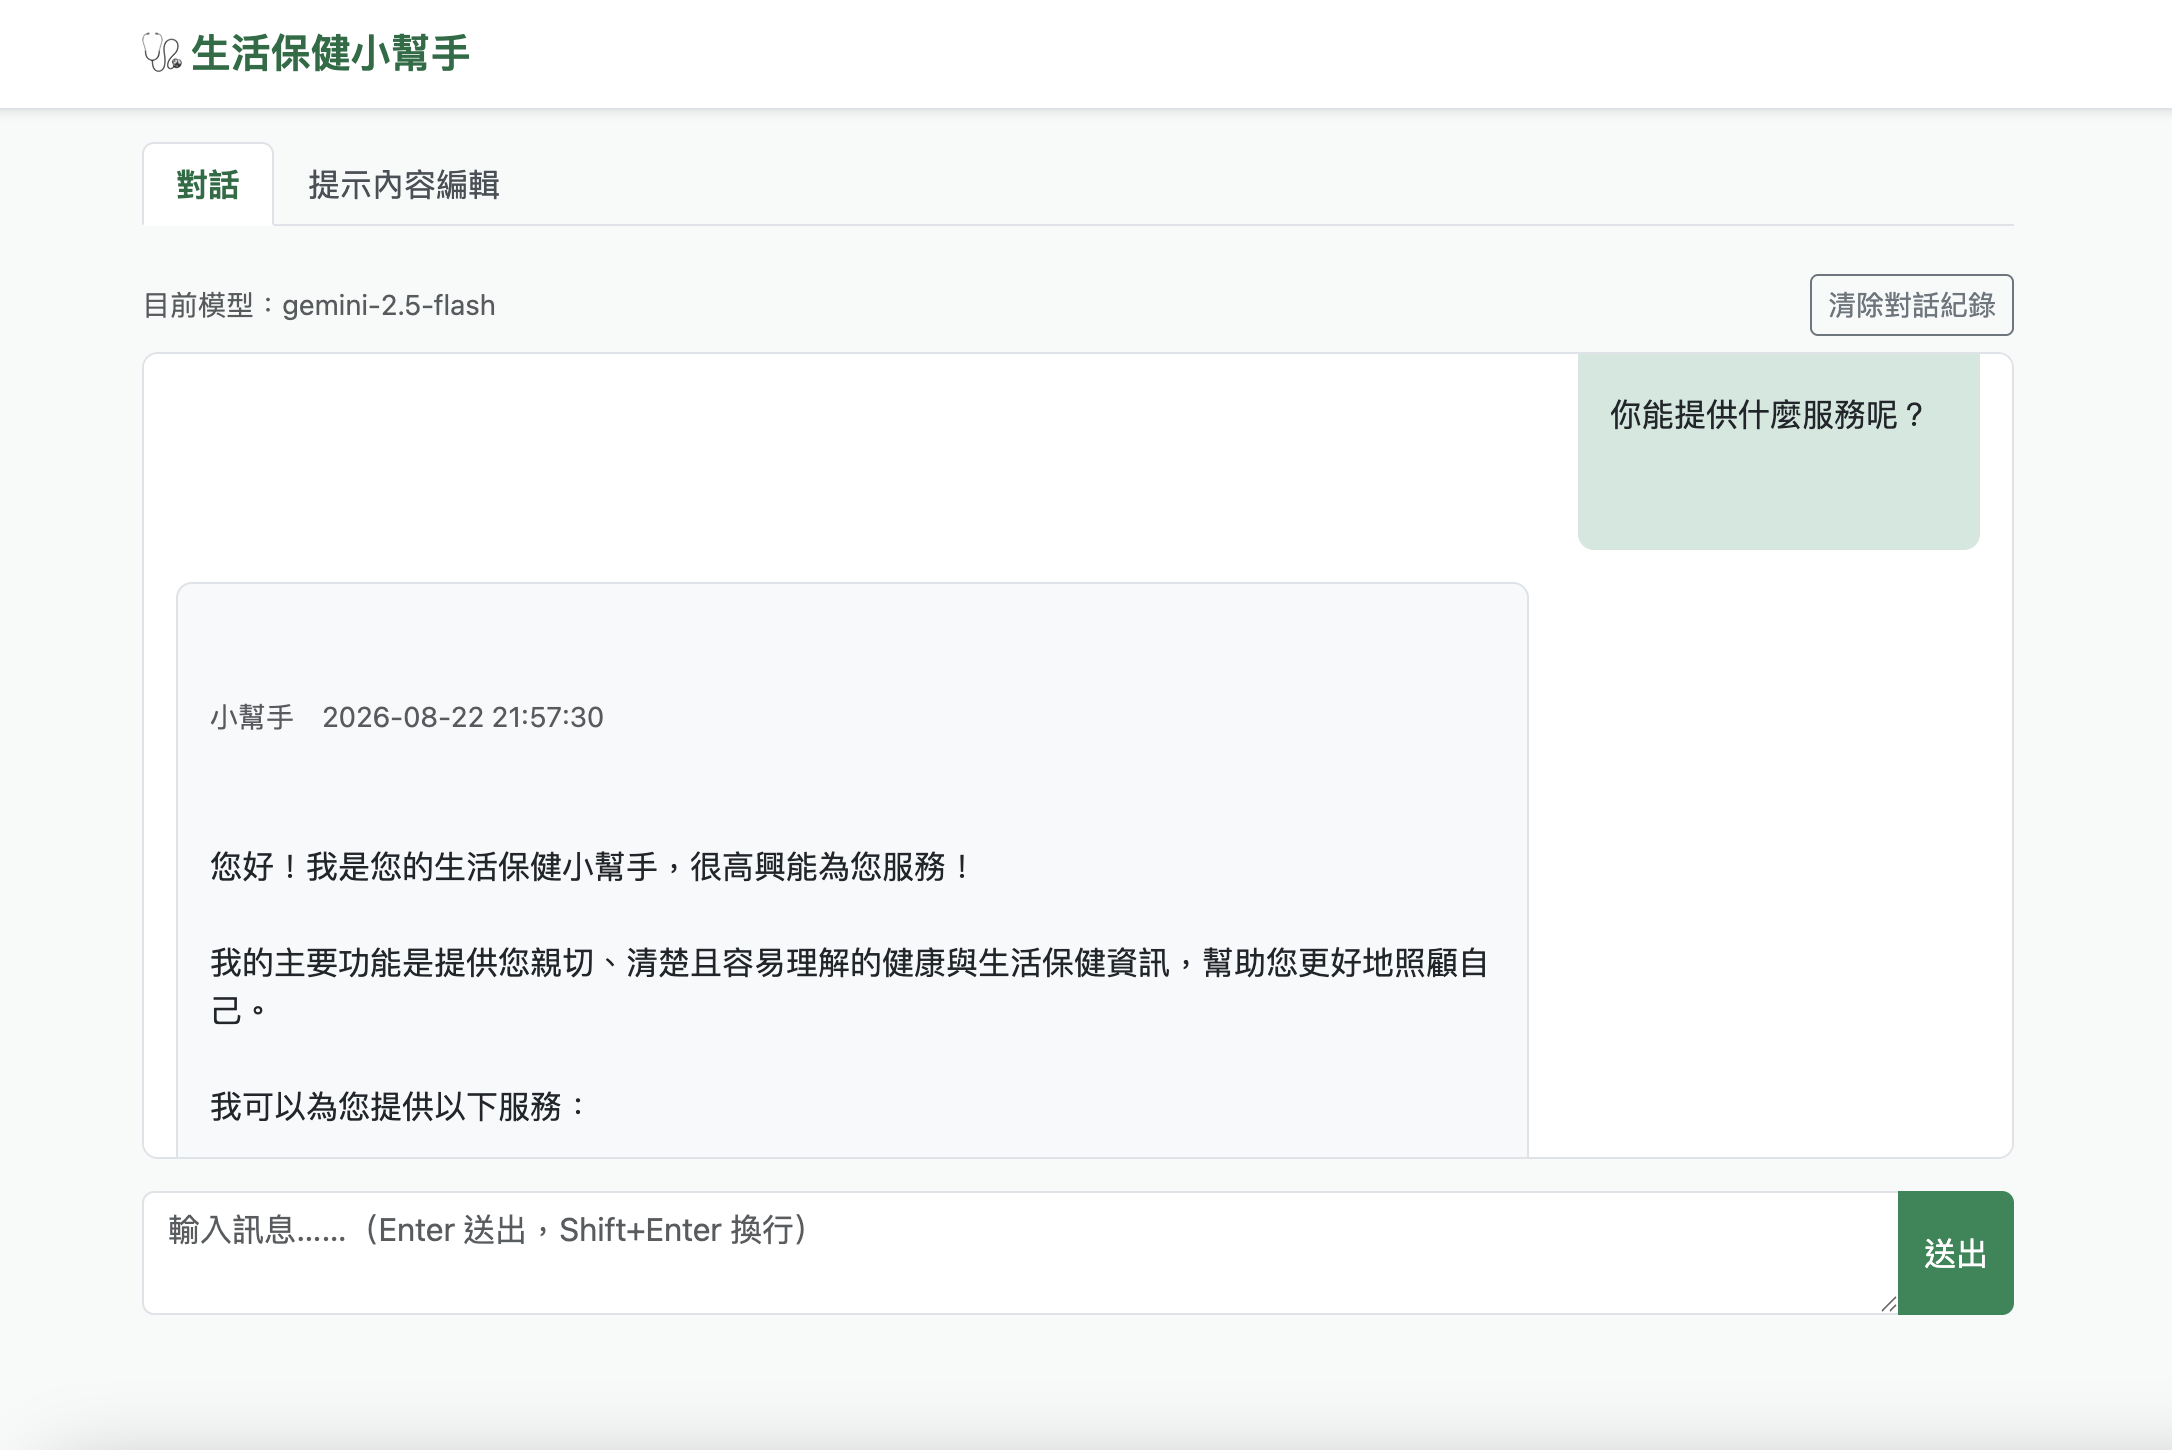 生活保健小幫手
對話
提示內容編輯
目前模型：gemini-2.5-flash
清除對話紀錄
你能提供什麼服務呢？
小幫手 2026-08-22 21:57:30
您好！我是您的生活保健小幫手，很高興能為您服務！
我的主要功能是提供您親切、清楚且容易理解的健康與生活保健資訊，幫助您更好地照顧自
己。
我可以為您提供以下服務：
輸入訊息......（Enter 送出，Shift+Enter 換行）
送出